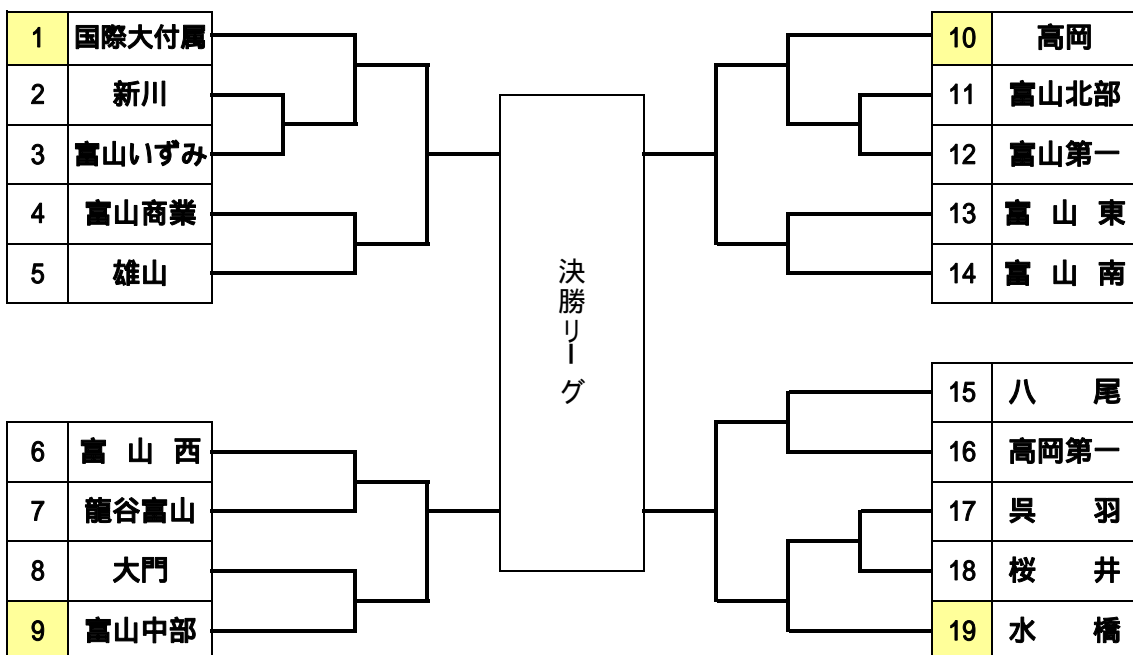 1 国際大付属
2 新川
3 富山いずみ
4 富山商業
5 雄山
6 富山西
7 龍谷富山
8 大門
9 富山中部
決勝リーグ
10 高岡
11 富山北部
12 富山第一
13 富山東
14 富山南
15 八尾
16 高岡第一
17 呉羽
18 桜井
19 水橋